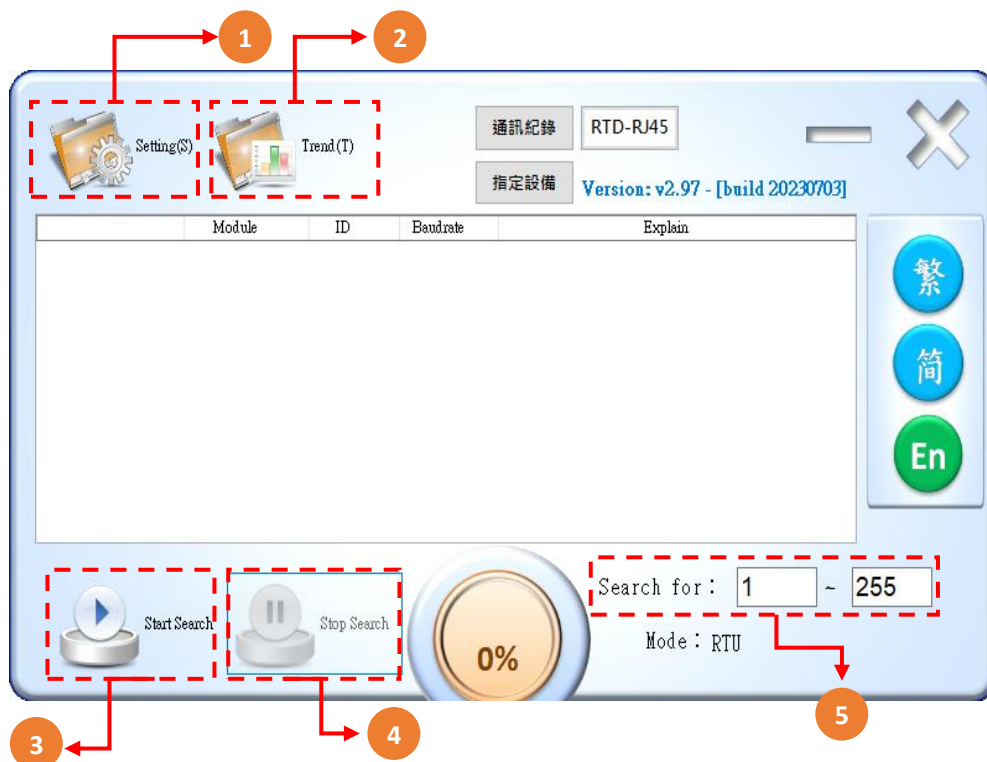 1
2
Setting(S)
Trend(T)
通訊紀錄
RTD-RJ45
指定設備
Version: v2.97 - [build 20230703]
Module ID Baudrate Explain
繁
简
En
Start Search
Stop Search
0%
Search for: 1 ~ 255
Mode: RTU
3
4
5